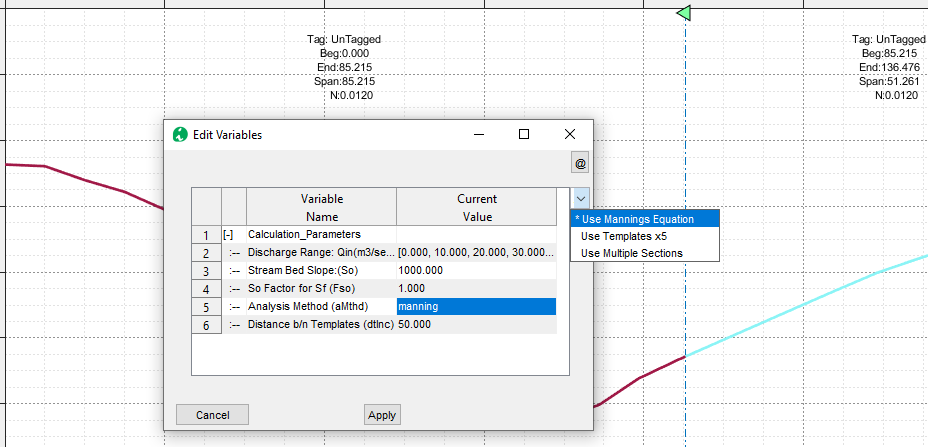 Tag: UnTagged
Beg:0.000
End:85.215
Span:85.215
N:0.0120
Tag: UnTagged
Beg:85.215
End:136.476
Span:51.261
N:0.0120
Edit Variables
@
Variable Name
Current Value
1 [-] Calculation_Parameters
2 :-- Discharge Range: Qin(m3/se... [0.000, 10.000, 20.000, 30.000...
3 :-- Stream Bed Slope:(So) 1000.000
4 :-- So Factor for Sf (Fso) 1.000
5 :-- Analysis Method (aMthd) manning
6 :-- Distance b/n Templates (dtInc) 50.000
* Use Mannings Equation
Use Templates x5
Use Multiple Sections
Cancel
Apply